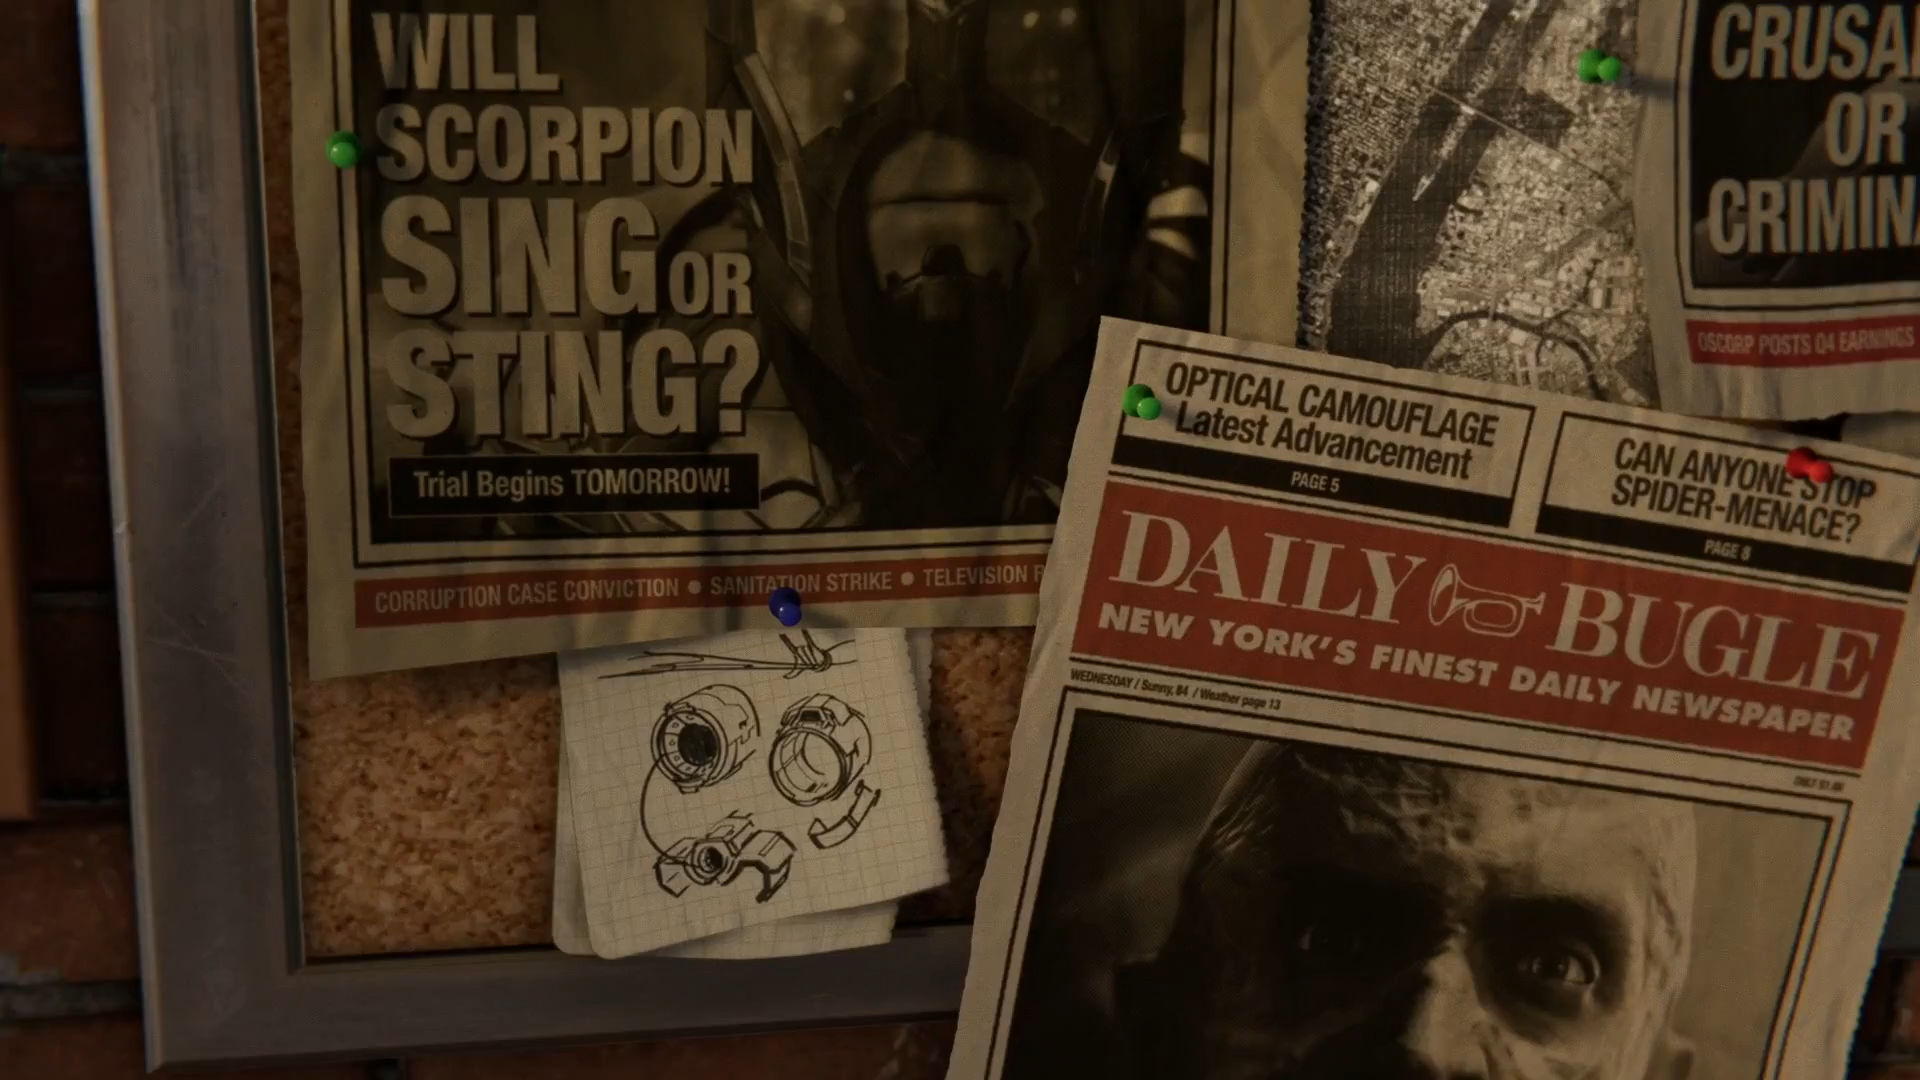 WILL
SCORPION
SING OR
STING?
Trial Begins TOMORROW!
CORRUPTION CASE CONVICTION • SANITATION STRIKE • TELEVISION
CRUSA
OR
CRIMINA
OSCORP POSTS Q4 EARNINGS
OPTICAL CAMOUFLAGE
Latest Advancement
PAGE 5
CAN ANYONE STOP
SPIDER-MENACE?
PAGE 8
DAILY BUGLE
NEW YORK'S FINEST DAILY NEWSPAPER
WEDNESDAY / Sunny, 84 / Weather page 13